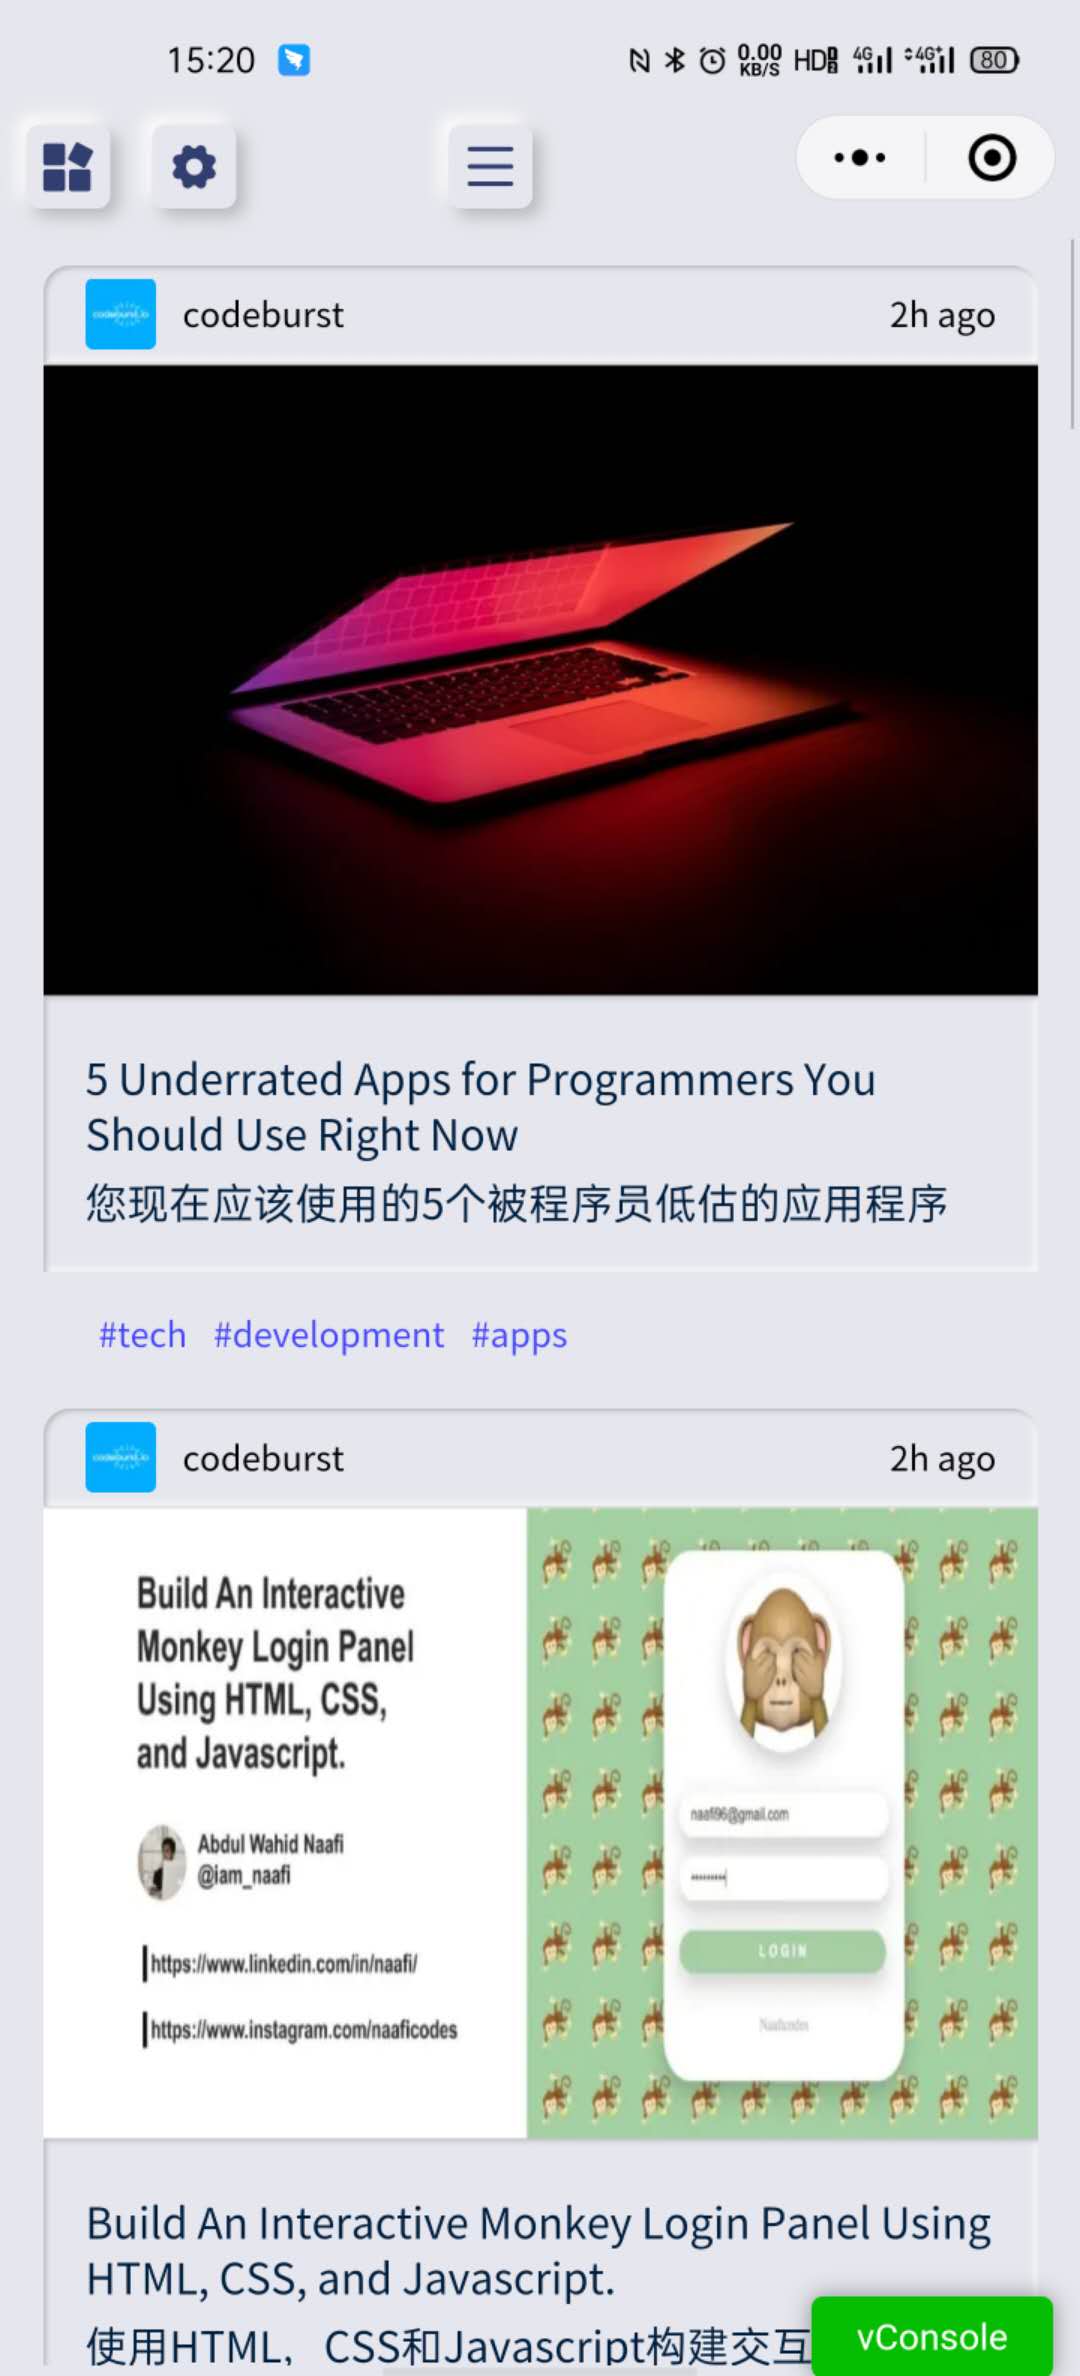 15:20
0.00 KB/S HD 4G 4G+ 80
codeburst 2h ago
5 Underrated Apps for Programmers You
Should Use Right Now
您现在应该使用的5个被程序员低估的应用程序
#tech #development #apps
codeburst 2h ago
Build An Interactive
Monkey Login Panel
Using HTML, CSS,
and Javascript.
Abdul Wahid Naafi
@iam_naafi
https://www.linkedin.com/in/naafi/
https://www.instagram.com/naaficodes
naafi96@gmail.com
LOGIN
Naaficodes
Build An Interactive Monkey Login Panel Using
HTML, CSS, and Javascript.
使用HTML，CSS和Javascript构建交互
vConsole